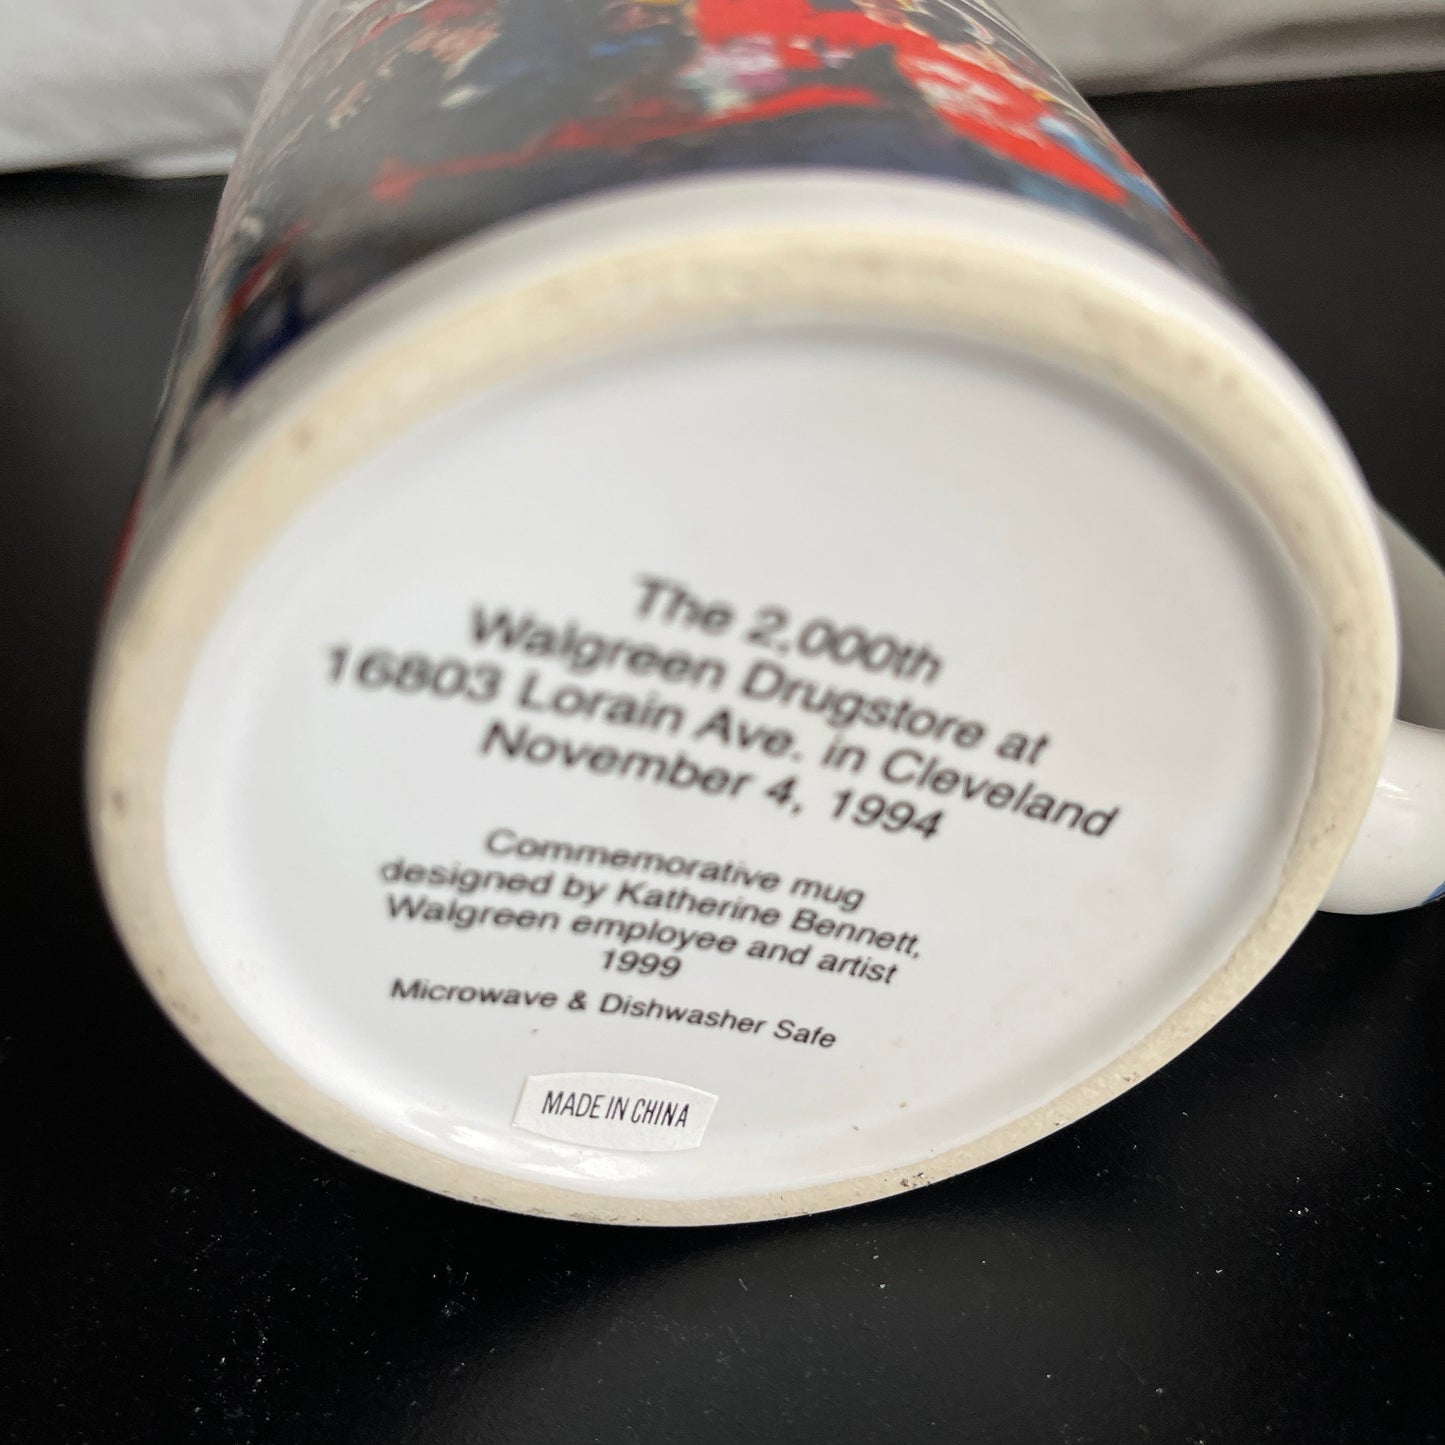 The 2,000th
Walgreen Drugstore at
16803 Lorain Ave. in Cleveland
November 4, 1994
Commemorative mug
designed by Katherine Bennett,
Walgreen employee and artist
1999
Microwave & Dishwasher Safe
MADE IN CHINA